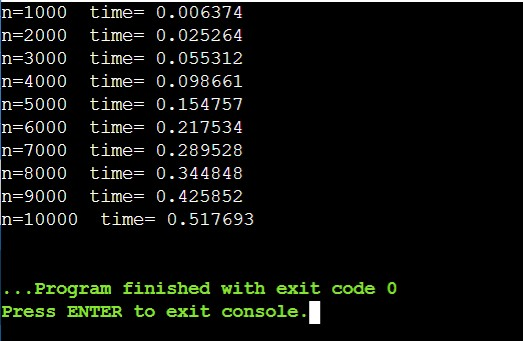 n=1000  time= 0.006374
n=2000  time= 0.025264
n=3000  time= 0.055312
n=4000  time= 0.098661
n=5000  time= 0.154757
n=6000  time= 0.217534
n=7000  time= 0.289528
n=8000  time= 0.344848
n=9000  time= 0.425852
n=10000  time= 0.517693
...Program finished with exit code 0
Press ENTER to exit console.